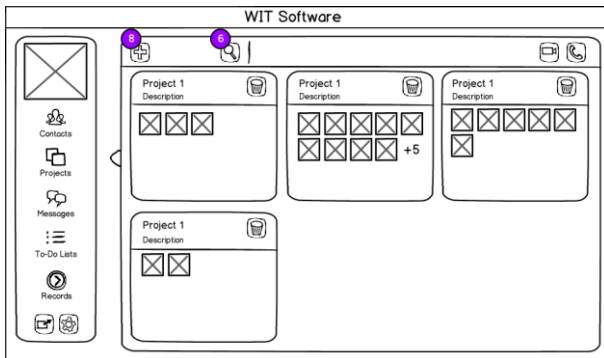 WIT Software
8
6
Contacts
Projects
Messages
To-Do Lists
Records
Project 1
Description
Project 1
Description
+5
Project 1
Description
Project 1
Description